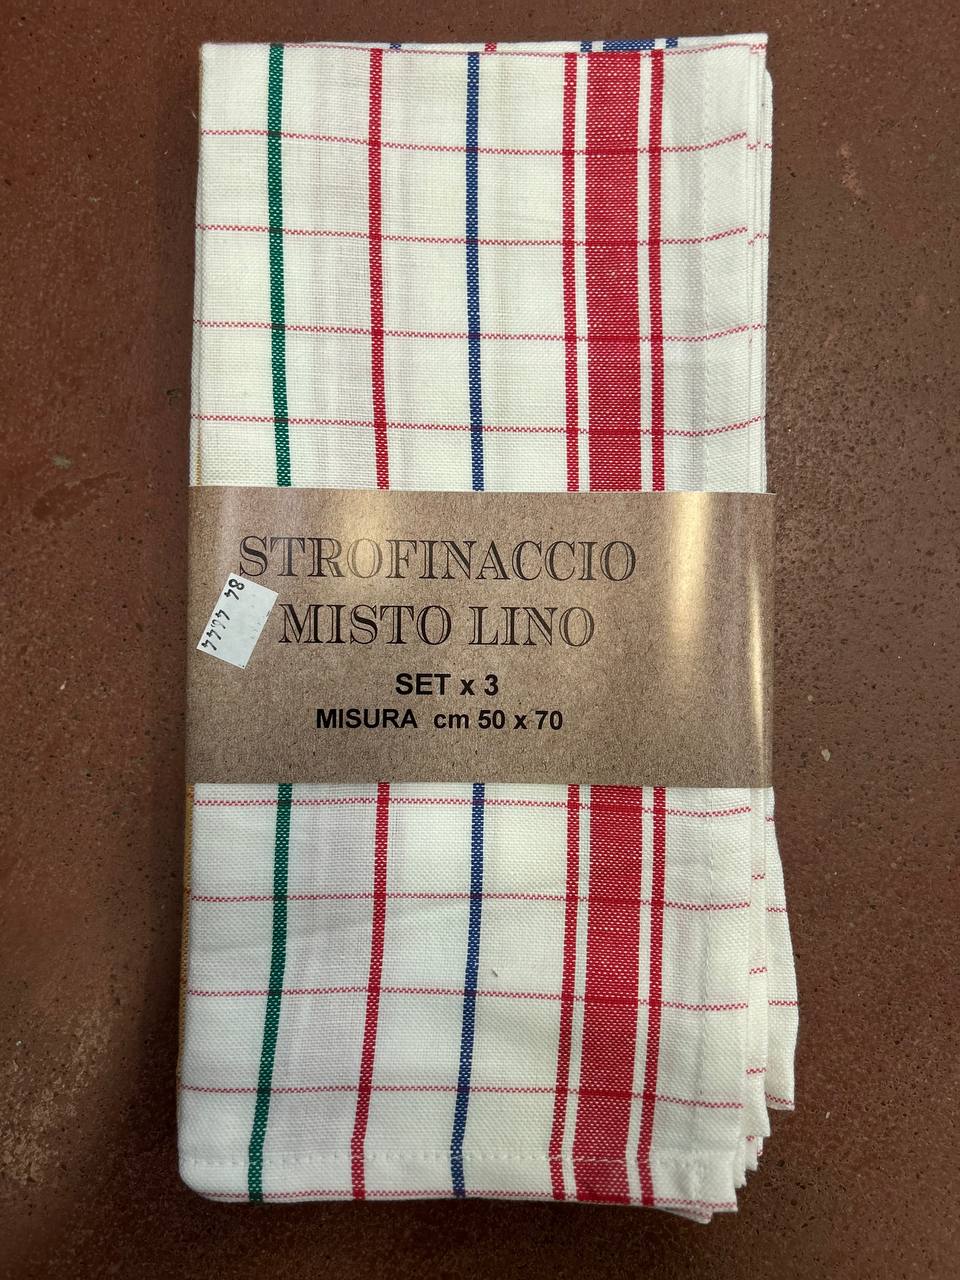 STROFINACCIO
MISTO LINO
SET x 3
MISURA cm 50 x 70